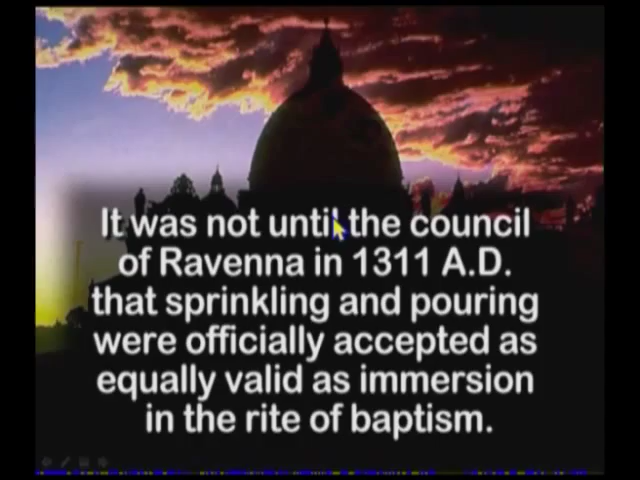 It was not until the council
of Ravenna in 1311 A.D.
that sprinkling and pouring
were officially accepted as
equally valid as immersion
in the rite of baptism.